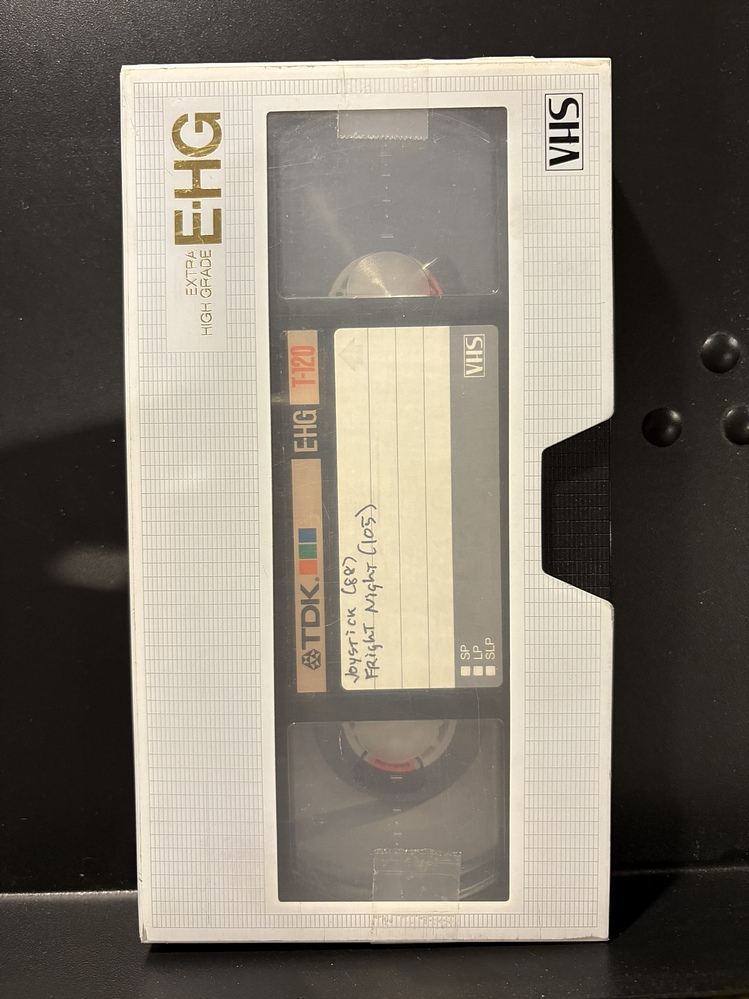 EXTRA
HIGH GRADE
E·HG
VHS
TDK.
E·HG
T-120
Joystick (88)
Fright Night (105)
SP
LP
SLP
VHS